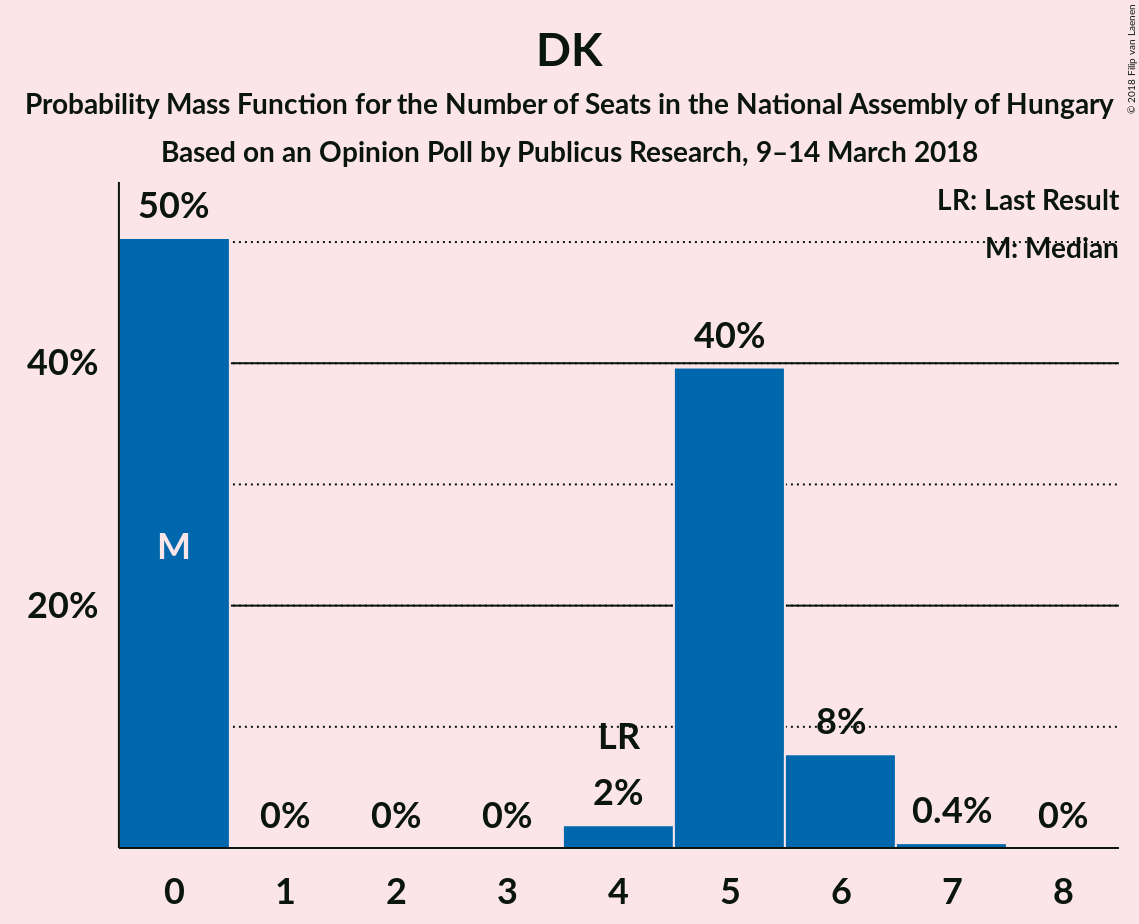 DK
Probability Mass Function for the Number of Seats in the National Assembly of Hungary
Based on an Opinion Poll by Publicus Research, 9–14 March 2018
© 2018 Filip van Laenen
LR: Last Result
M: Median
50%
40%
40%
M
20%
LR
8%
2%
0%
0%
0%
0.4%
0%
0 1 2 3 4 5 6 7 8